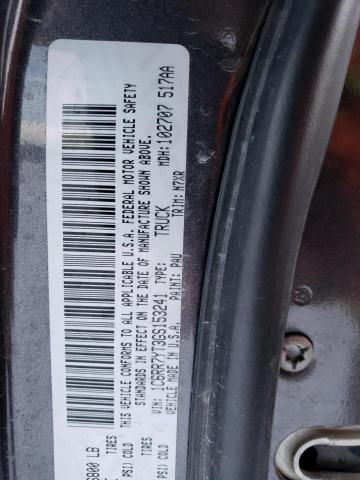 6800 LB
TIRES
PSI) COLD
TIRES
PSI) COLD
THIS VEHICLE CONFORMS TO ALL APPLICABLE U.S.A. FEDERAL MOTOR VEHICLE SAFETY
STANDARDS IN EFFECT ON THE DATE OF MANUFACTURE SHOWN ABOVE.
VIN: 1C6RR7YT3GS153241 TYPE: TRUCK MDH: 102707 517AA
PAINT: PAU TRIM: M7XR
VEHICLE MADE IN U.S.A.